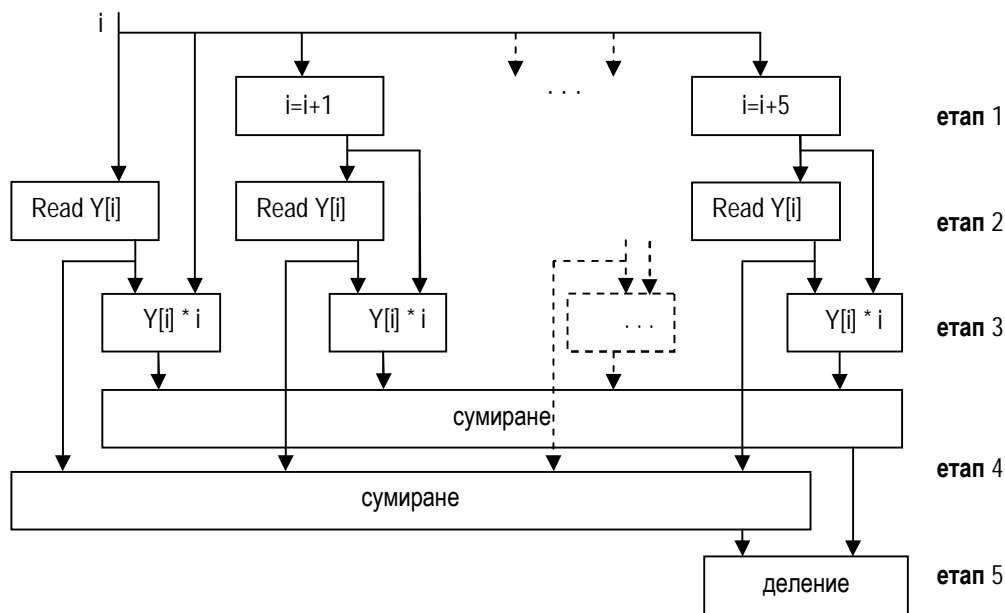 i
. . .
i=i+1
i=i+5
етап 1
Read Y[i]
Read Y[i]
Read Y[i]
етап 2
Y[i] * i
Y[i] * i
. . .
Y[i] * i
етап 3
сумиране
етап 4
сумиране
деление
етап 5